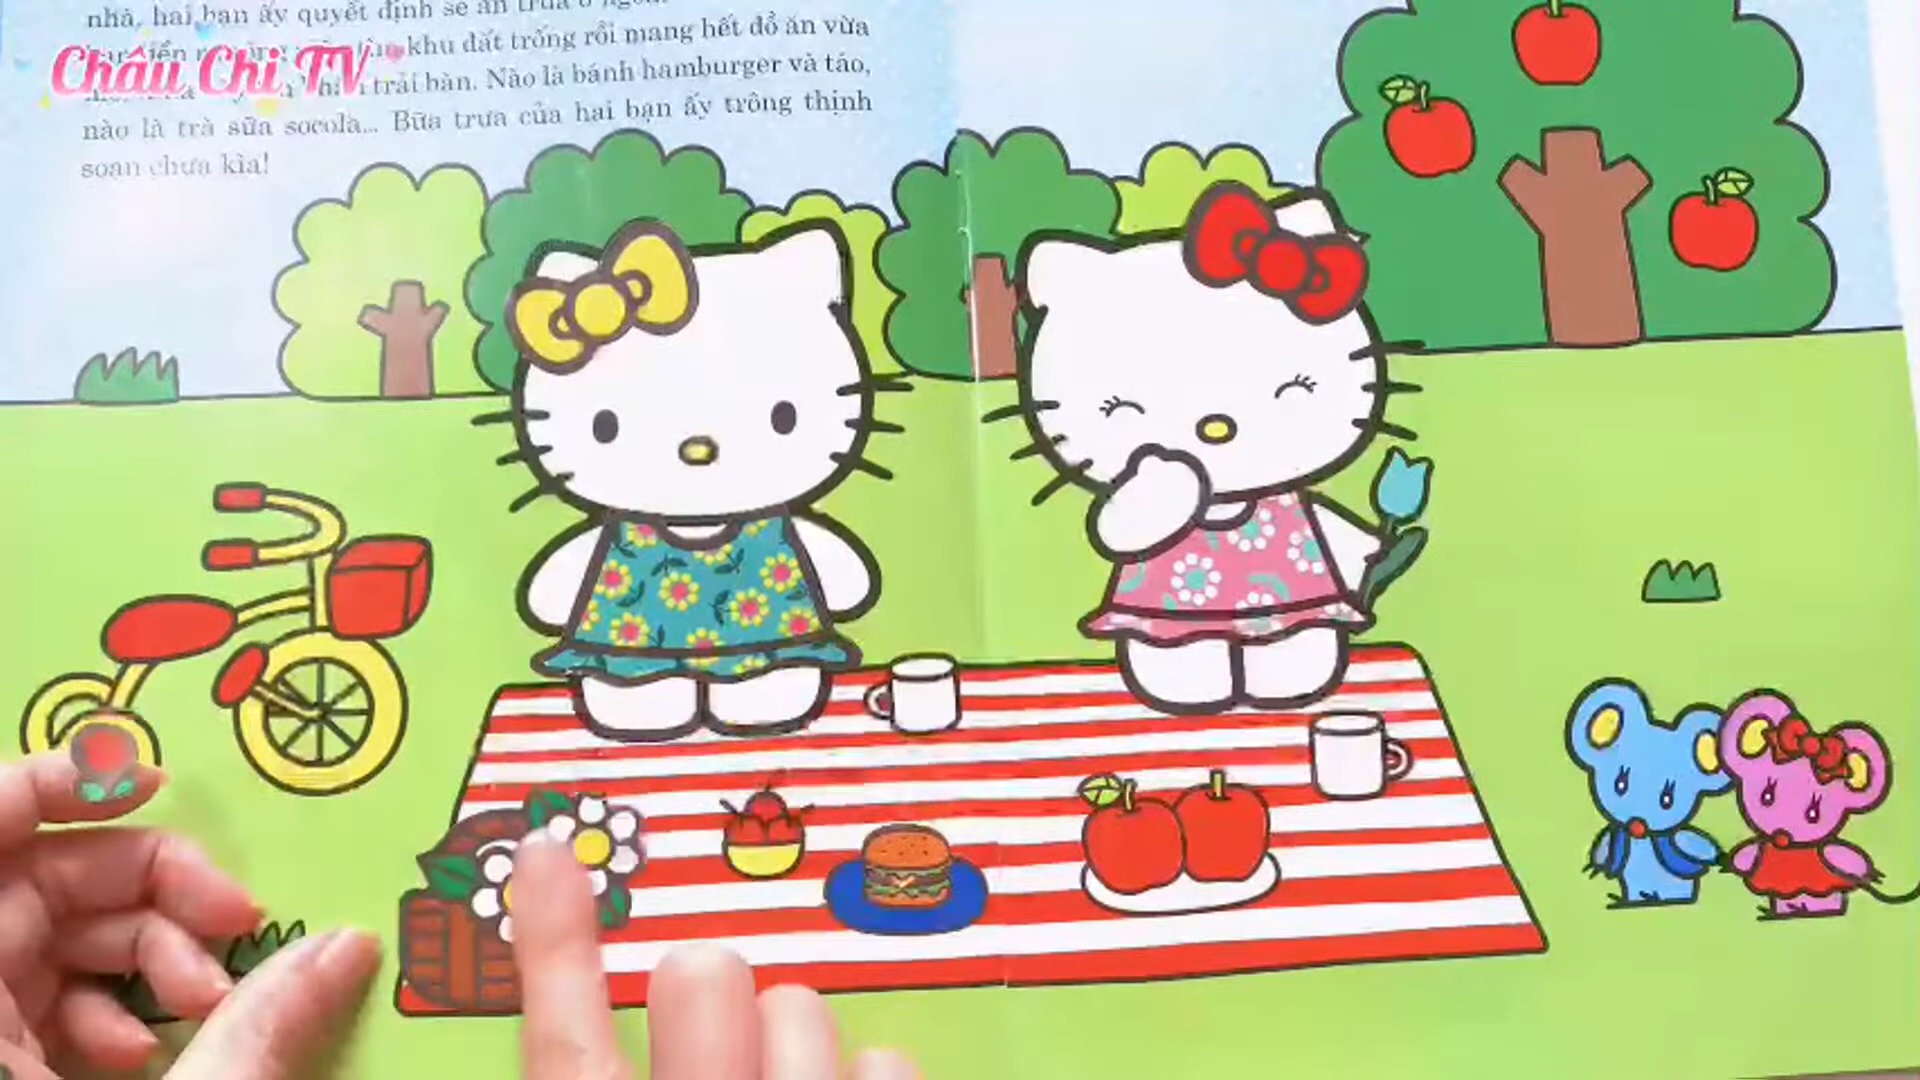 nhà, hai bạn ấy quyết định sẽ ăn trưa ở
khu đất trống rồi mang hết đồ ăn vừa
Châu Chi TV
trải bàn. Nào là bánh hamburger và táo,
nào là trà sữa socola... Bữa trưa của hai bạn ấy trông thịnh
soạn chưa kìa!